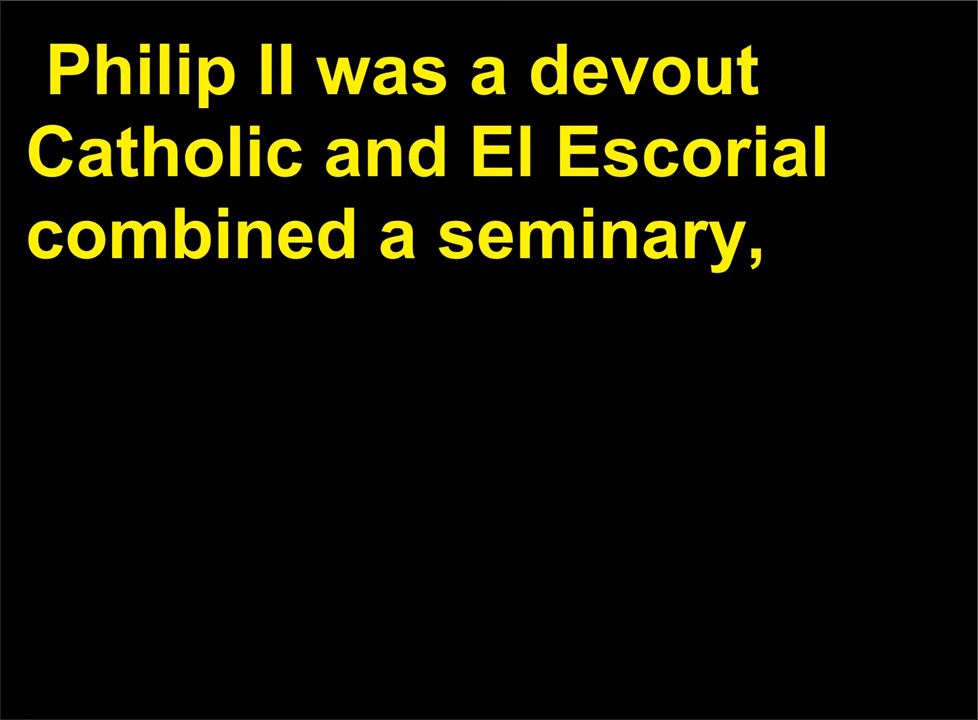 Philip II was a devout
Catholic and El Escorial
combined a seminary,